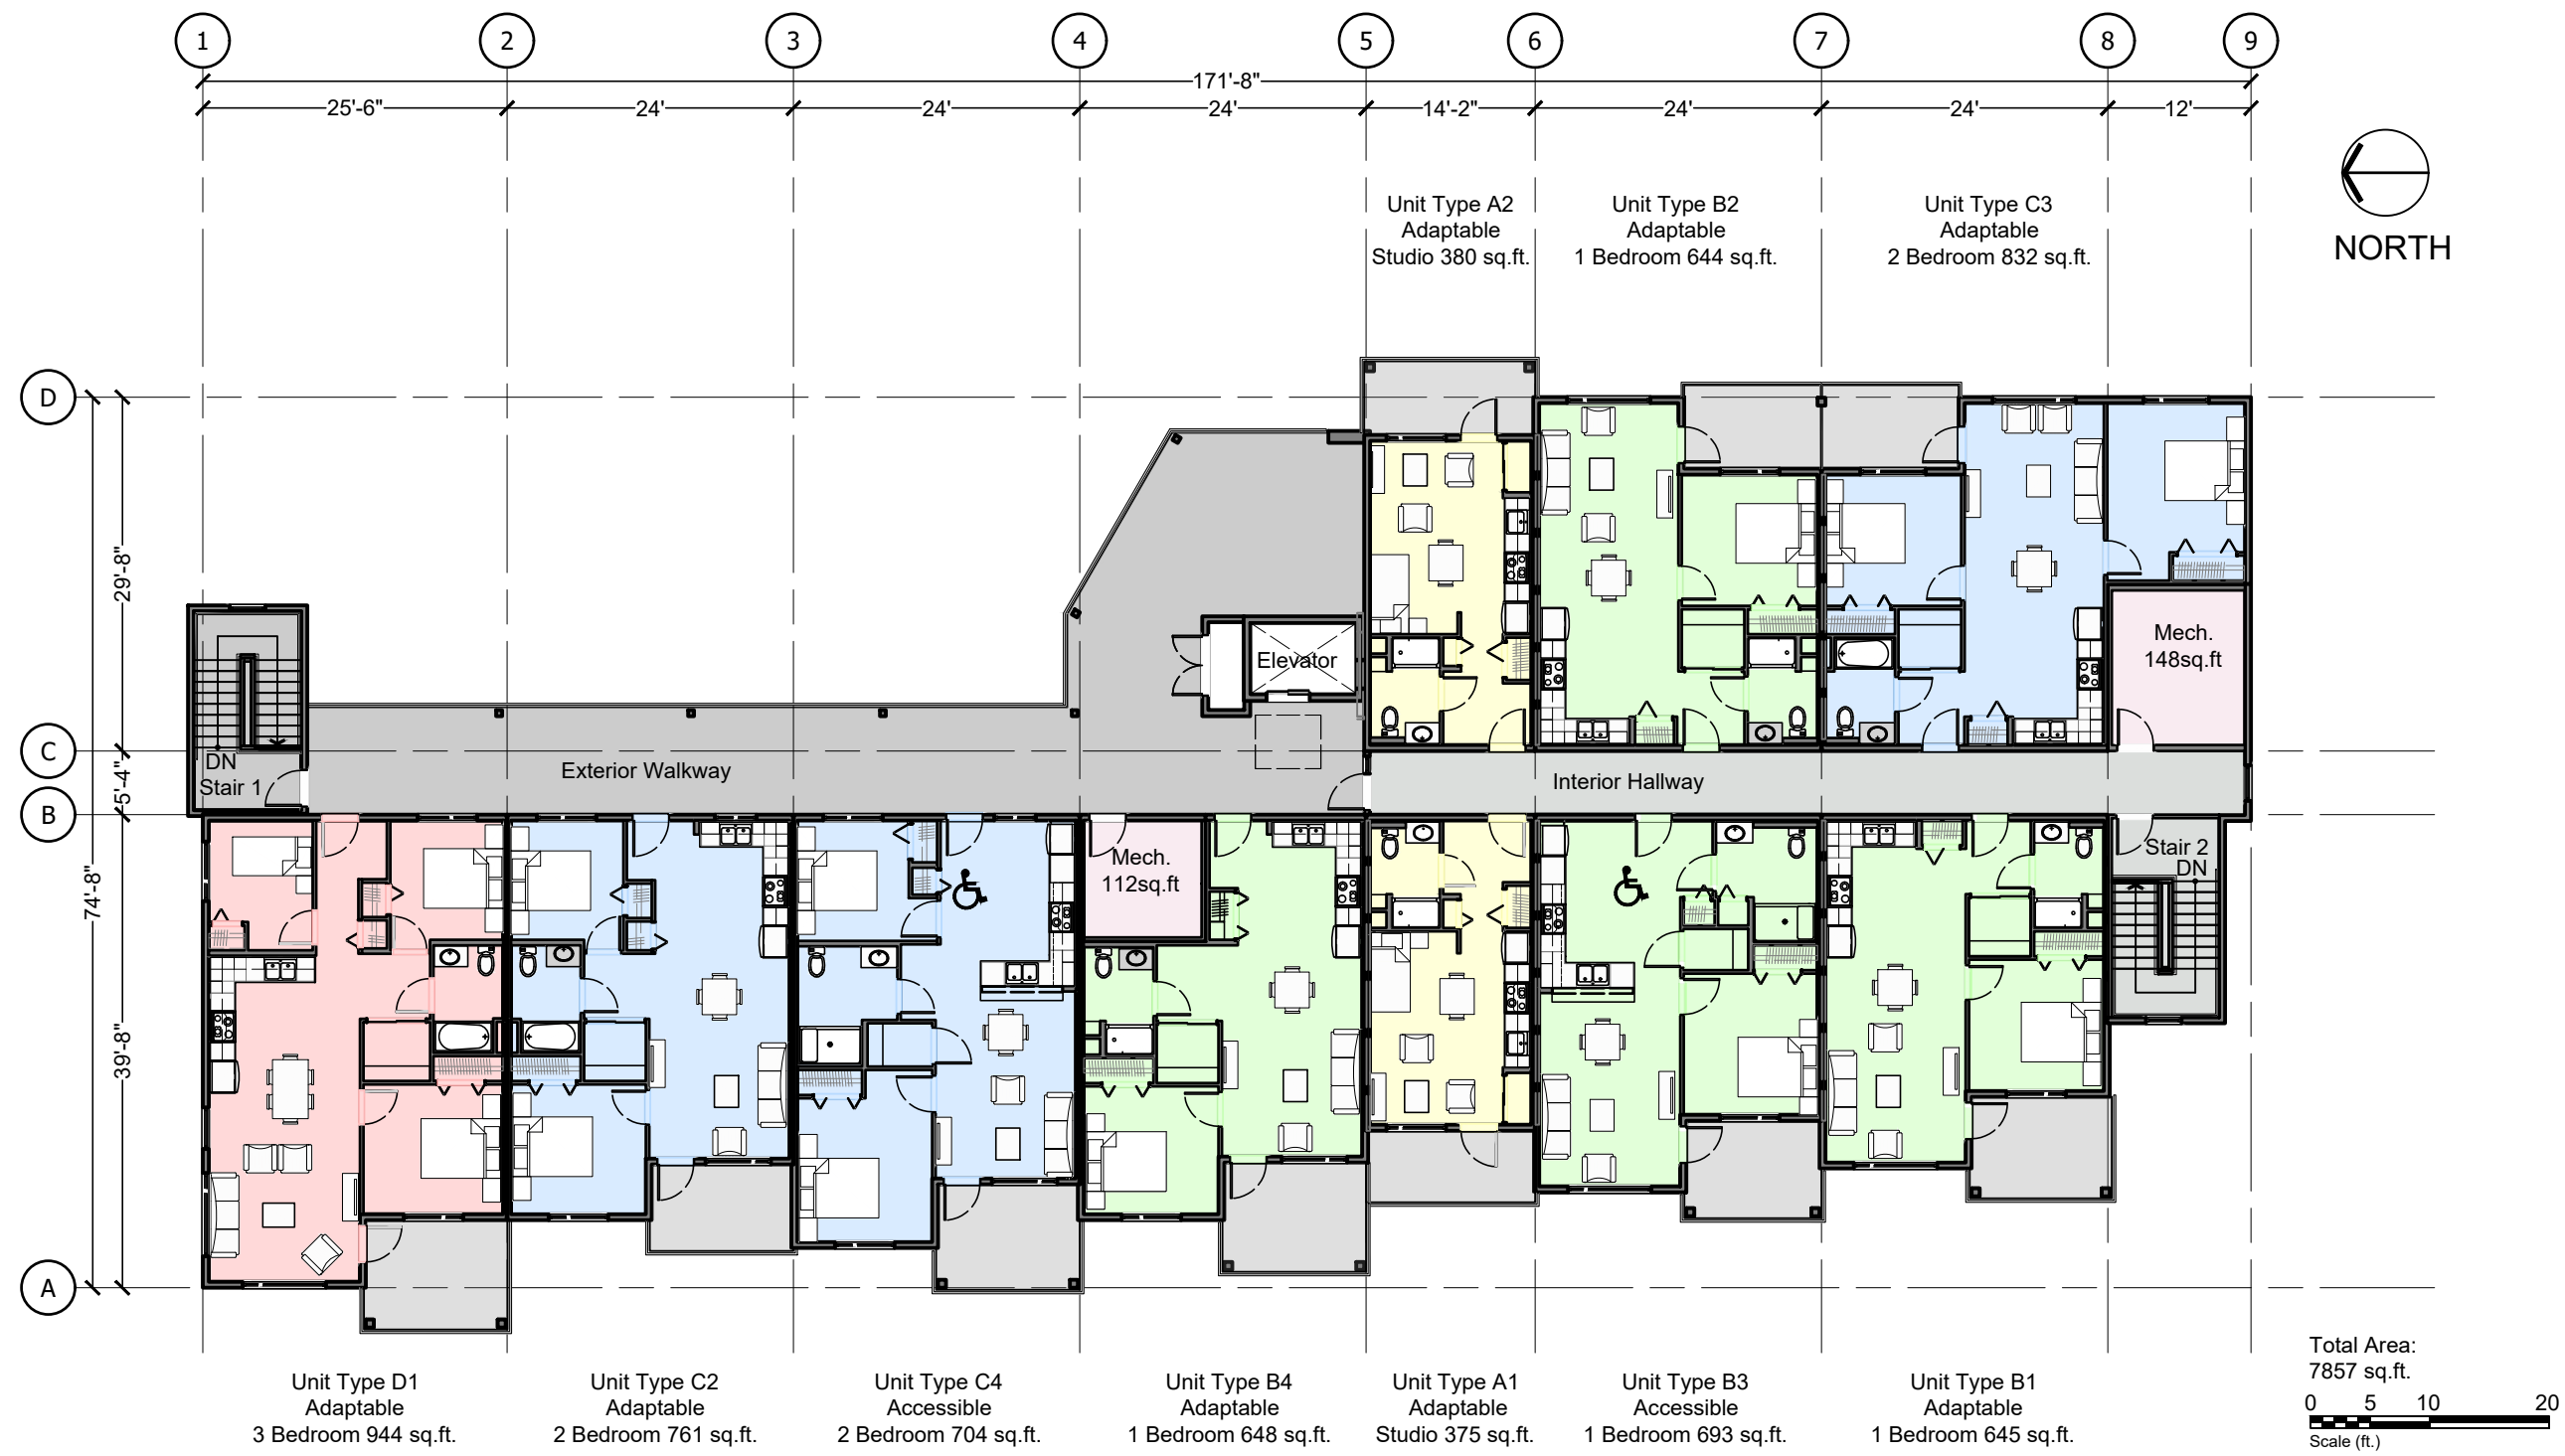 1 2 3 4 5 6 7 8 9
171'-8"
25'-6" 24' 24' 24' 14'-2" 24' 24' 12'
NORTH
Unit Type A2
Adaptable
Studio 380 sq.ft.
Unit Type B2
Adaptable
1 Bedroom 644 sq.ft.
Unit Type C3
Adaptable
2 Bedroom 832 sq.ft.
D
C
B
A
29'-8"
5'-4"
74'-8"
39'-8"
Elevator
Mech.
148sq.ft
DN
Stair 1
Exterior Walkway
Interior Hallway
Mech.
112sq.ft
Stair 2
DN
Unit Type D1
Adaptable
3 Bedroom 944 sq.ft.
Unit Type C2
Adaptable
2 Bedroom 761 sq.ft.
Unit Type C4
Accessible
2 Bedroom 704 sq.ft.
Unit Type B4
Adaptable
1 Bedroom 648 sq.ft.
Unit Type A1
Adaptable
Studio 375 sq.ft.
Unit Type B3
Accessible
1 Bedroom 693 sq.ft.
Unit Type B1
Adaptable
1 Bedroom 645 sq.ft.
Total Area:
7857 sq.ft.
0 5 10 20
Scale (ft.)